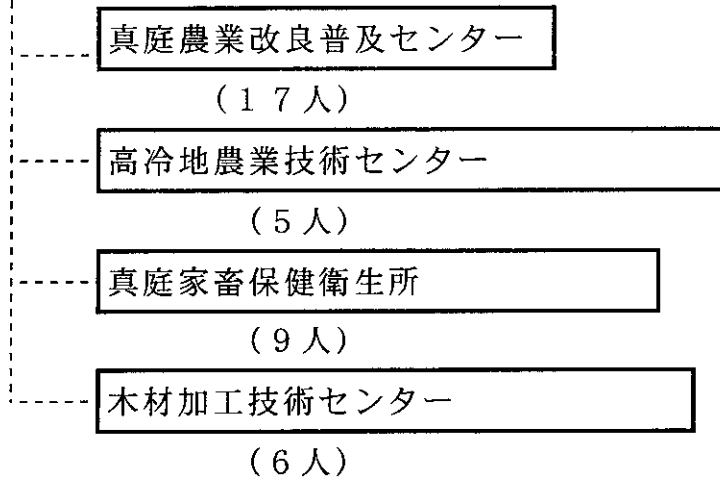 真庭農業改良普及センター
(17人)
高冷地農業技術センター
(5人)
真庭家畜保健衛生所
(9人)
木材加工技術センター
(6人)